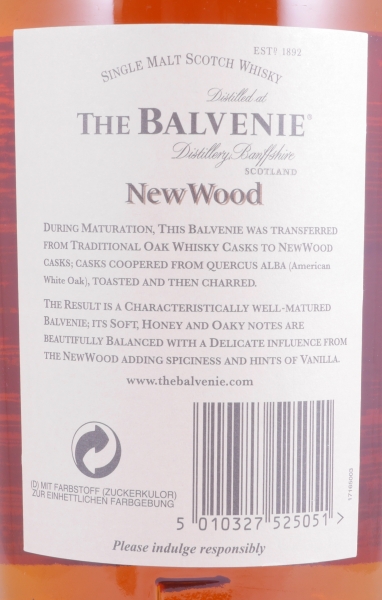 ESTD 1892
SINGLE MALT SCOTCH WHISKY
Distilled at
THE BALVENIE®
Distillery, Banffshire
SCOTLAND
NewWood
DURING MATURATION, THIS BALVENIE WAS TRANSFERRED
FROM TRADITIONAL OAK WHISKY CASKS TO NEWWOOD
CASKS; CASKS COOPERED FROM QUERCUS ALBA (American
White Oak), TOASTED AND THEN CHARRED.
THE RESULT IS A CHARACTERISTICALLY WELL-MATURED
BALVENIE; ITS SOFT, HONEY AND OAKY NOTES ARE
BEAUTIFULLY BALANCED WITH A DELICATE INFLUENCE FROM
THE NEWWOOD ADDING SPICINESS AND HINTS OF VANILLA.
www.thebalvenie.com
(D) MIT FARBSTOFF (ZUCKERKULOR)
ZUR EINHETTLICHEN FARBGEBUNG
5 010327 525051 >
17166003
Please indulge responsibly